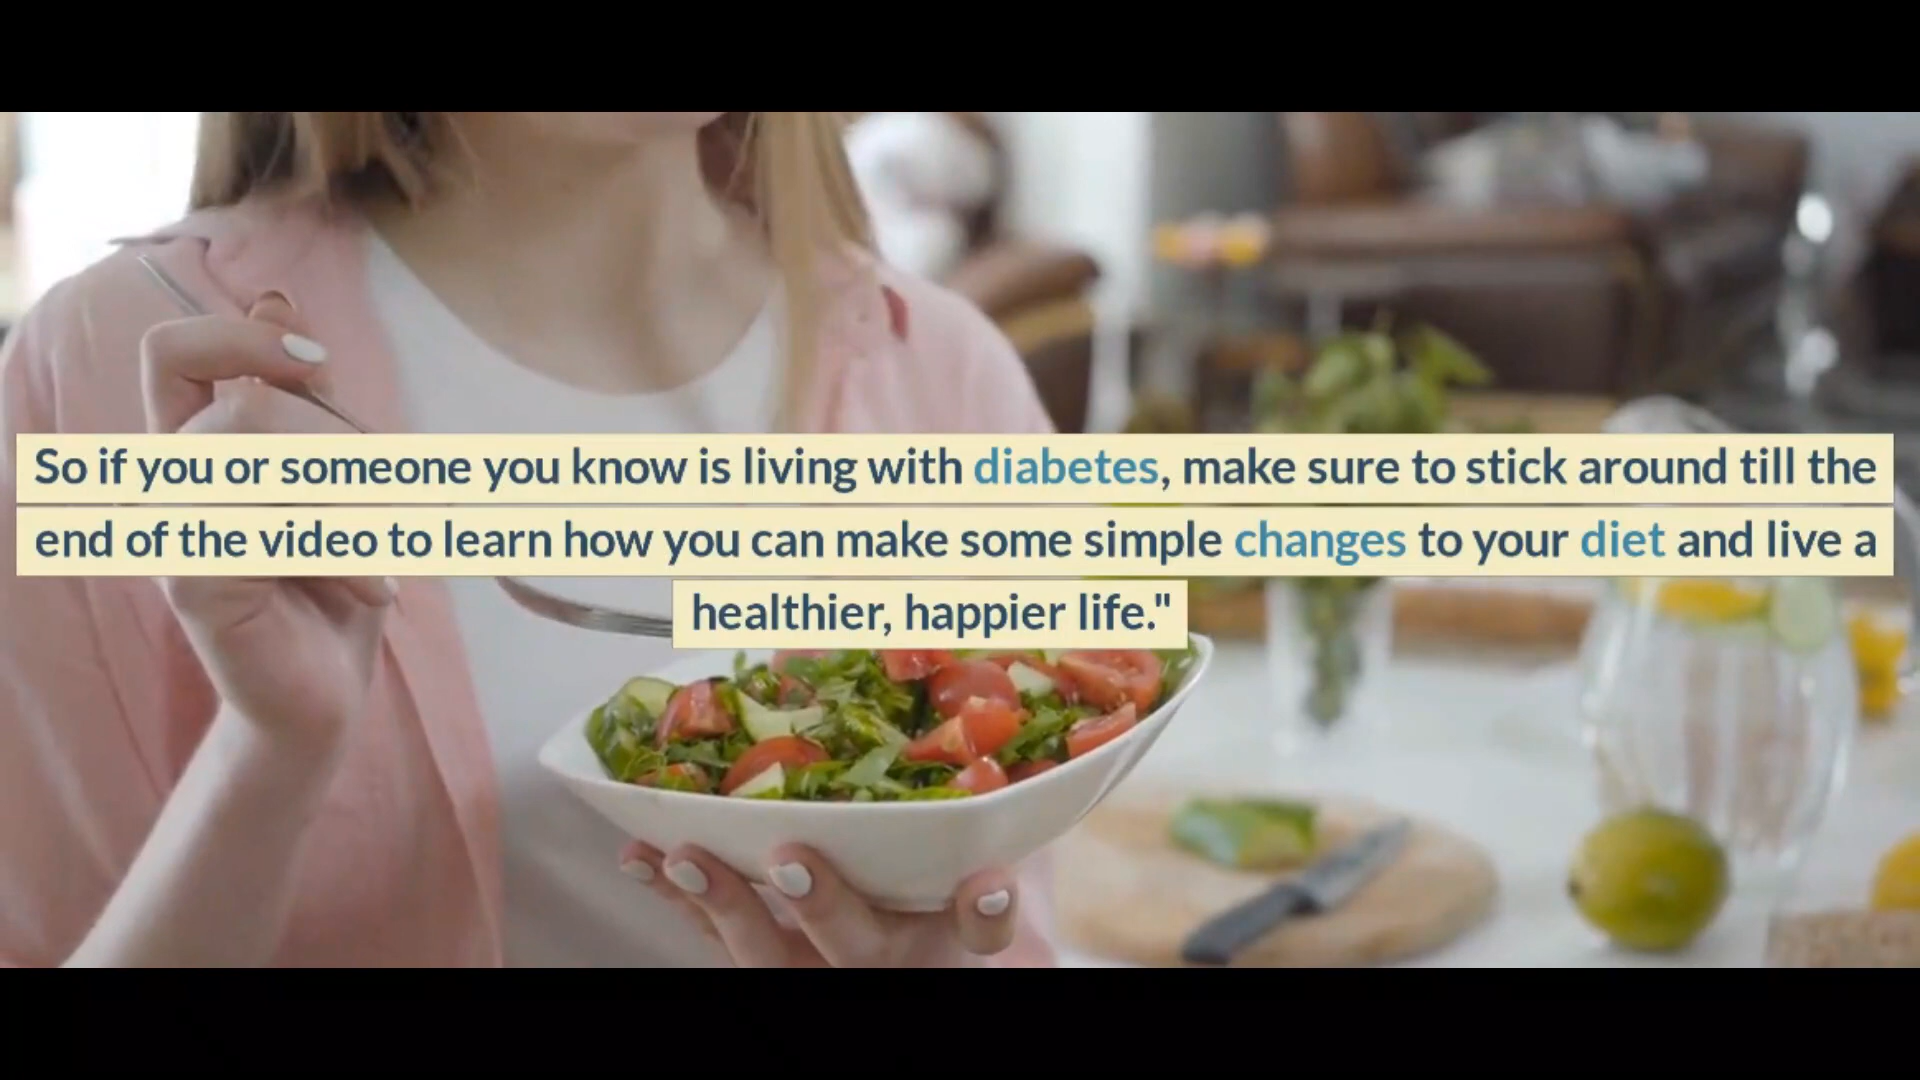 So if you or someone you know is living with diabetes, make sure to stick around till the
end of the video to learn how you can make some simple changes to your diet and live a
healthier, happier life."